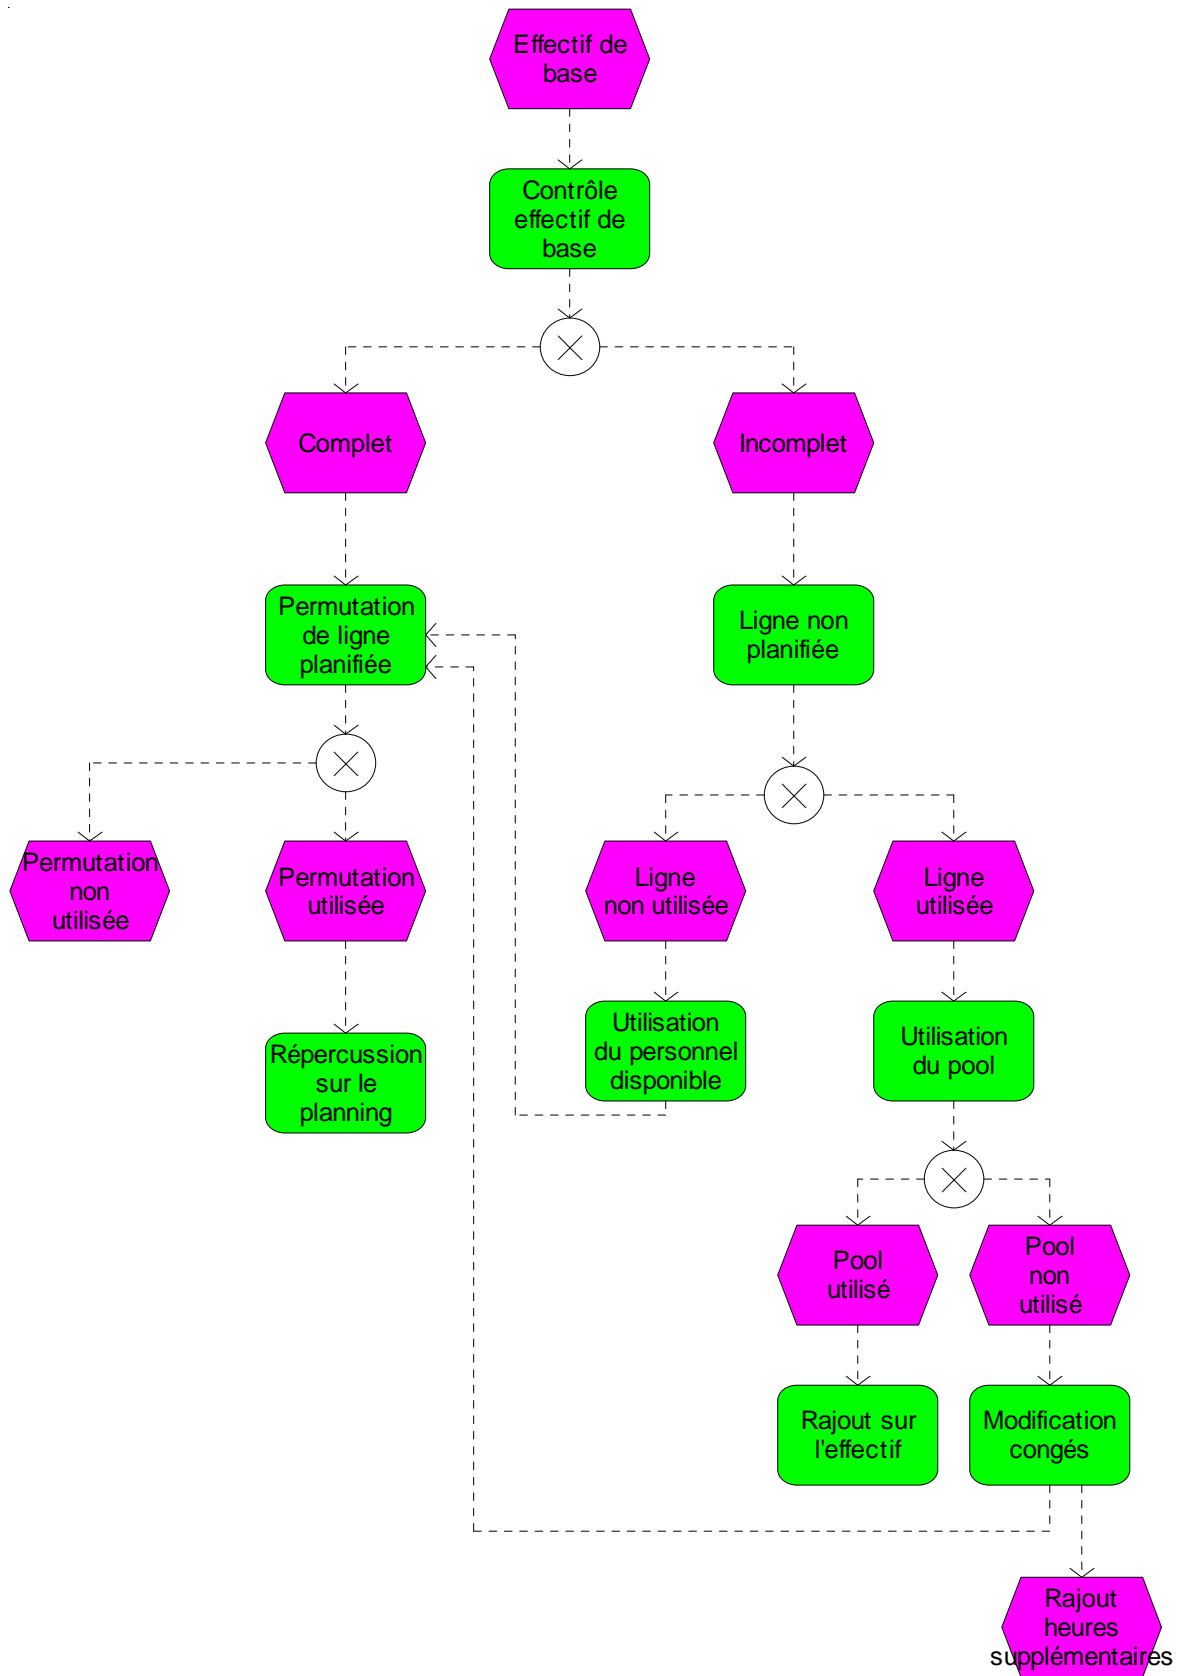 Effectif de
base
Contrôle
effectif de
base
Complet
Incomplet
Permutation
de ligne
planifiée
Ligne non
planifiée
Permutation
non
utilisée
Permutation
utilisée
Ligne
non utilisée
Ligne
utilisée
Répercussion
sur le
planning
Utilisation
du personnel
disponible
Utilisation
du pool
Pool
utilisé
Pool
non
utilisé
Rajout sur
l'effectif
Modification
congés
Rajout
heures
supplémentaires